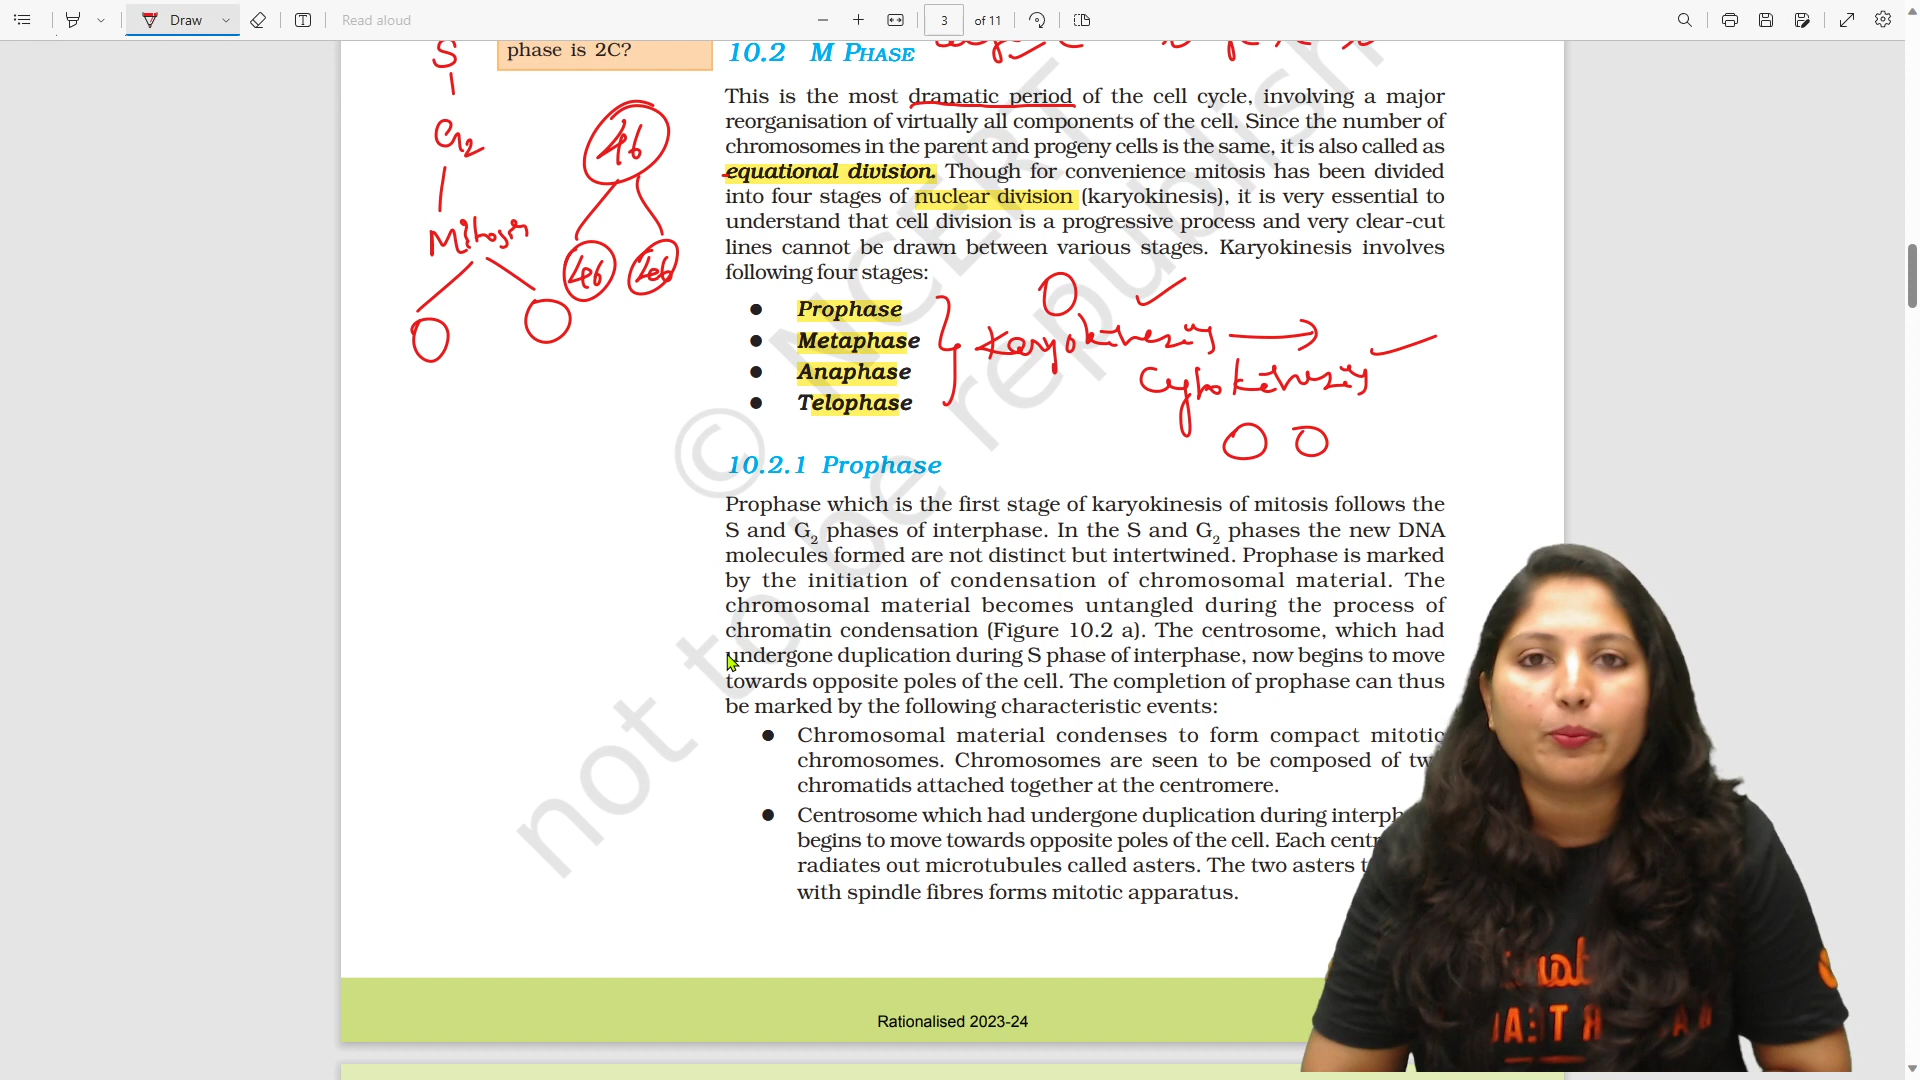 Draw
Read aloud
3 of 11
phase is 2C?
S
G2
Mitosis
46
46 46
10.2 M PHASE
This is the most dramatic period of the cell cycle, involving a major
reorganisation of virtually all components of the cell. Since the number of
chromosomes in the parent and progeny cells is the same, it is also called as
equational division. Though for convenience mitosis has been divided
into four stages of nuclear division (karyokinesis), it is very essential to
understand that cell division is a progressive process and very clear-cut
lines cannot be drawn between various stages. Karyokinesis involves
following four stages:
● Prophase
● Metaphase
● Anaphase
● Telophase
Karyokinesis
Cytokinesis
10.2.1 Prophase
Prophase which is the first stage of karyokinesis of mitosis follows the
S and G₂ phases of interphase. In the S and G₂ phases the new DNA
molecules formed are not distinct but intertwined. Prophase is marked
by the initiation of condensation of chromosomal material. The
chromosomal material becomes untangled during the process of
chromatin condensation (Figure 10.2 a). The centrosome, which had
undergone duplication during S phase of interphase, now begins to move
towards opposite poles of the cell. The completion of prophase can thus
be marked by the following characteristic events:
● Chromosomal material condenses to form compact mitotic
chromosomes. Chromosomes are seen to be composed of tw
chromatids attached together at the centromere.
● Centrosome which had undergone duplication during interph
begins to move towards opposite poles of the cell. Each centr
radiates out microtubules called asters. The two asters t
with spindle fibres forms mitotic apparatus.
Rationalised 2023-24
© NCERT
not to be republish